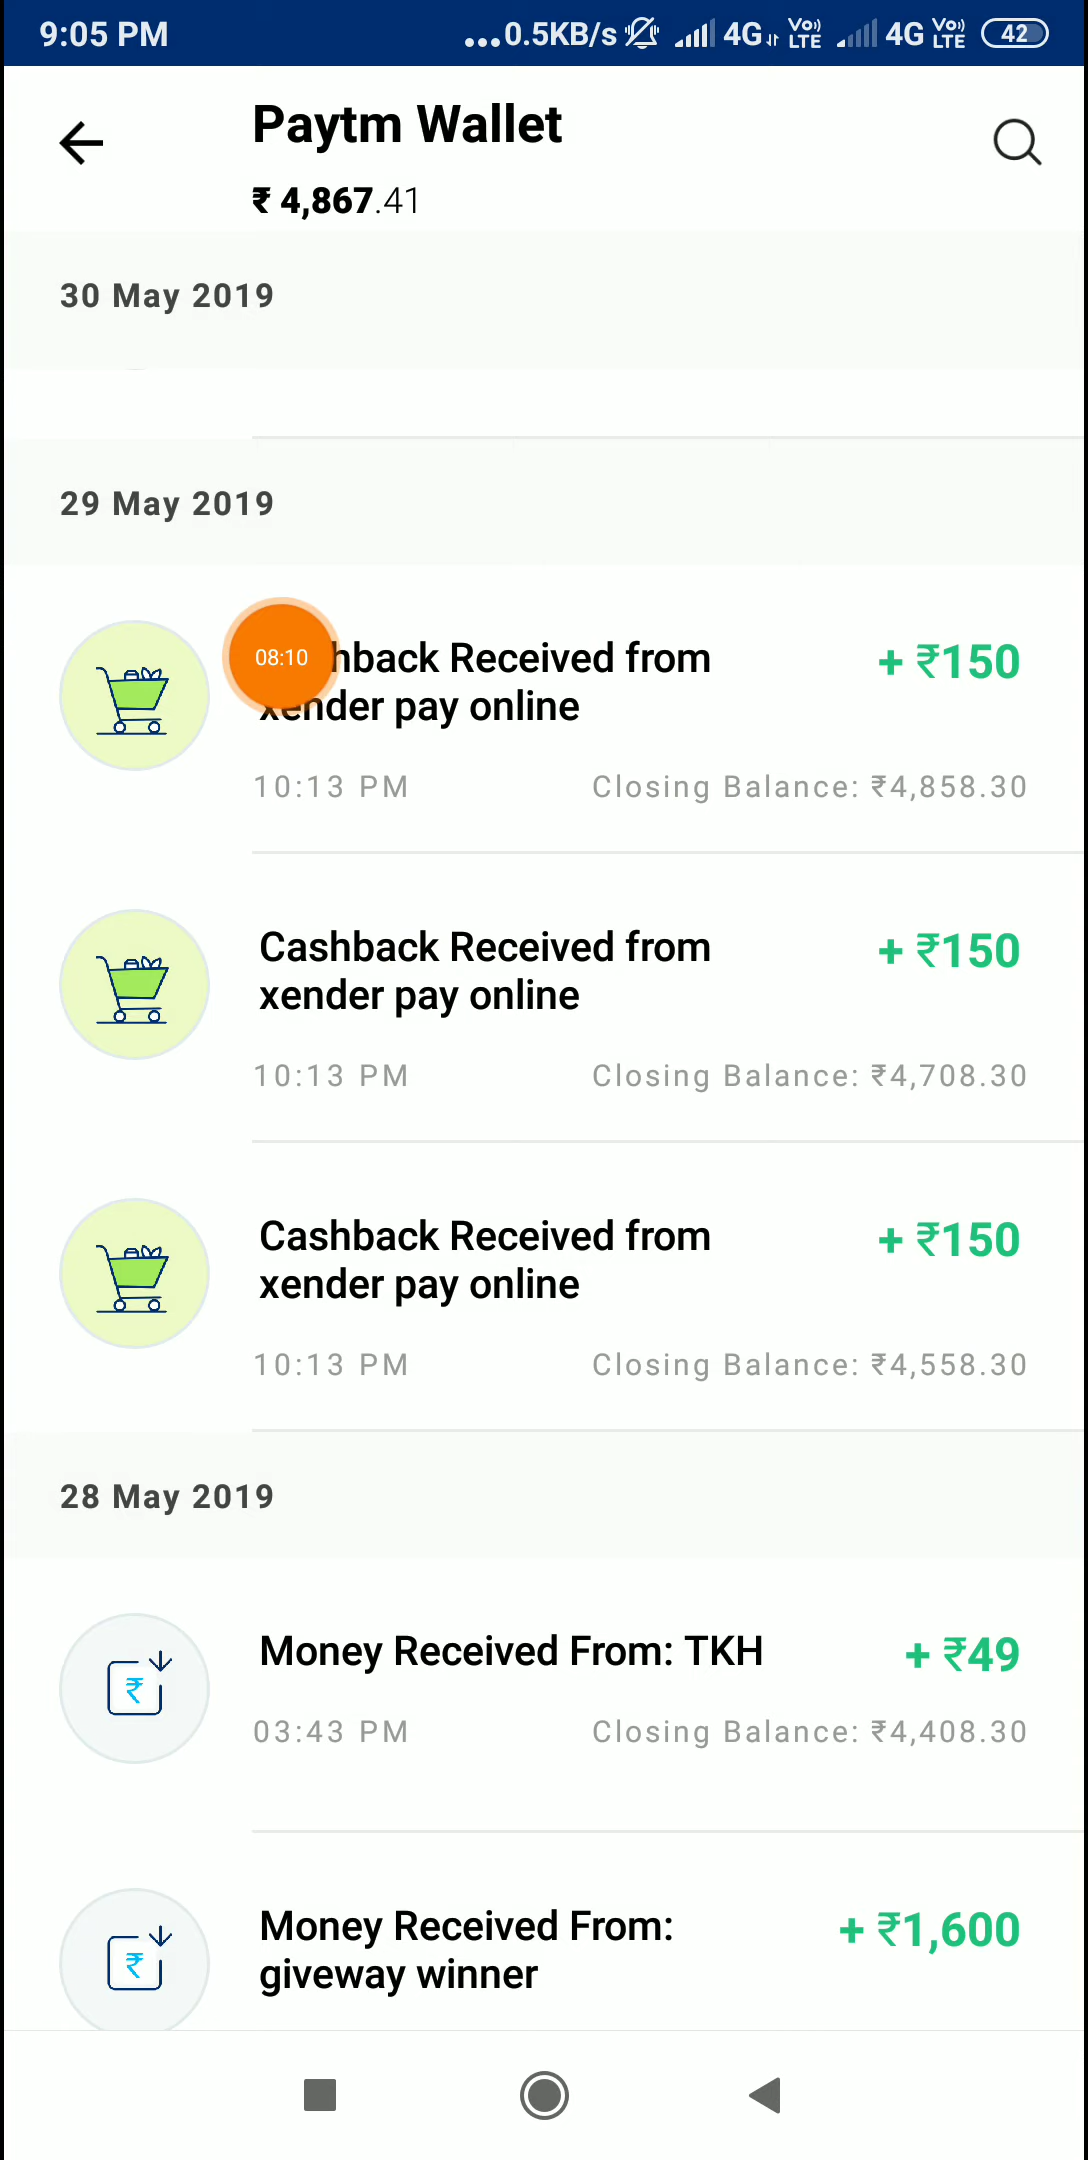 9:05 PM ...0.5KB/s 4G VoLTE 4G VoLTE 42
Paytm Wallet
₹ 4,867.41
30 May 2019
29 May 2019
08:10
hback Received from + ₹150
xender pay online
10:13 PM Closing Balance: ₹4,858.30
Cashback Received from + ₹150
xender pay online
10:13 PM Closing Balance: ₹4,708.30
Cashback Received from + ₹150
xender pay online
10:13 PM Closing Balance: ₹4,558.30
28 May 2019
₹
Money Received From: TKH + ₹49
03:43 PM Closing Balance: ₹4,408.30
₹
Money Received From: + ₹1,600
giveway winner